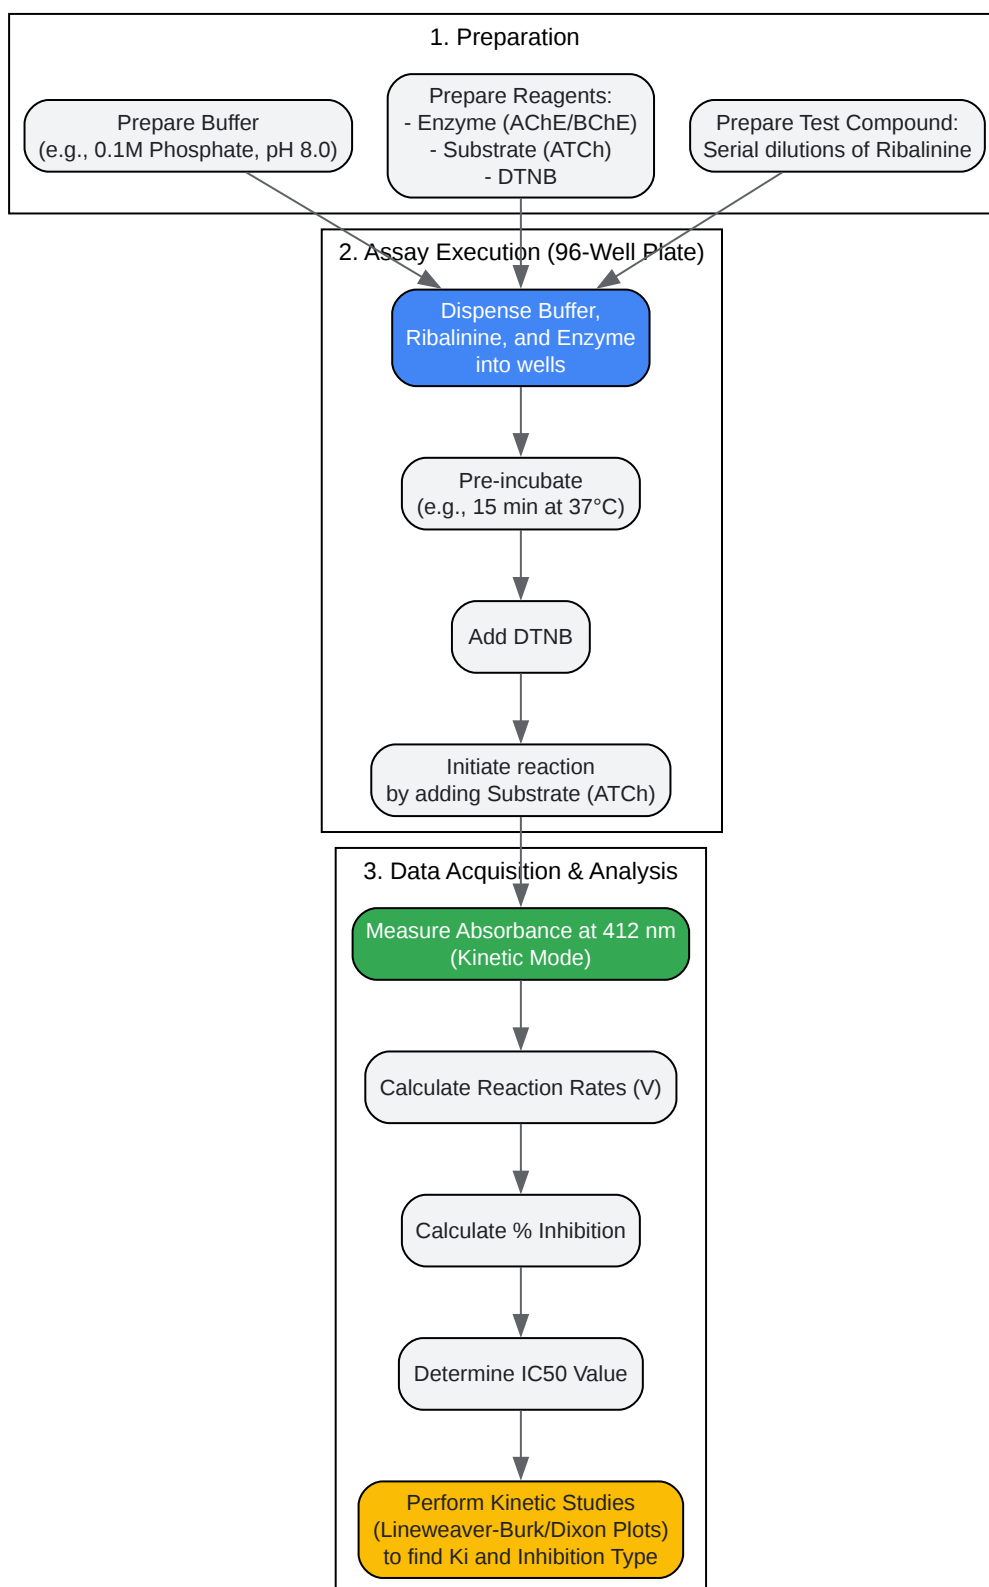 1. Preparation
Prepare Buffer
(e.g., 0.1M Phosphate, pH 8.0)
Prepare Reagents:
- Enzyme (AChE/BChE)
- Substrate (ATCh)
- DTNB
Prepare Test Compound:
Serial dilutions of Ribalinine
2. Assay Execution (96-Well Plate)
Dispense Buffer,
Ribalinine, and Enzyme
into wells
Pre-incubate
(e.g., 15 min at 37°C)
Add DTNB
Initiate reaction
by adding Substrate (ATCh)
3. Data Acquisition & Analysis
Measure Absorbance at 412 nm
(Kinetic Mode)
Calculate Reaction Rates (V)
Calculate % Inhibition
Determine IC50 Value
Perform Kinetic Studies
(Lineweaver-Burk/Dixon Plots)
to find Ki and Inhibition Type